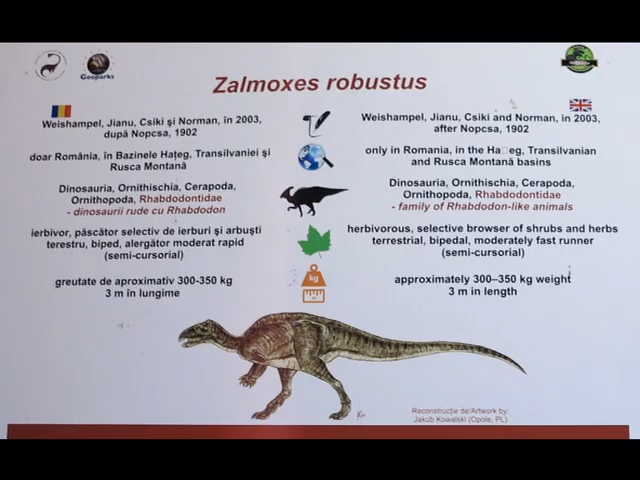 Geoparks
Zalmoxes robustus
Weishampel, Jianu, Csiki şi Norman, în 2003,
după Nopcsa, 1902
doar România, în Bazinele Haţeg, Transilvaniei şi
Rusca Montană
Dinosauria, Ornithischia, Cerapoda,
Ornithopoda, Rhabdodontidae
- dinosaurii rude cu Rhabdodon
ierbivor, păscător selectiv de ierburi şi arbuşti
terestru, biped, alergător moderat rapid
(semi-cursorial)
greutate de aproximativ 300-350 kg
3 m în lungime
kg
m
Weishampel, Jianu, Csiki and Norman, in 2003,
after Nopcsa, 1902
only in Romania, in the Ha□eg, Transylvanian
and Rusca Montană basins
Dinosauria, Ornithischia, Cerapoda,
Ornithopoda, Rhabdodontidae
- family of Rhabdodon-like animals
herbivorous, selective browser of shrubs and herbs
terrestrial, bipedal, moderately fast runner
(semi-cursorial)
approximately 300–350 kg weight
3 m in length
Reconstrucţie de/Artwork by:
Jakub Kowalski (Opole, PL)